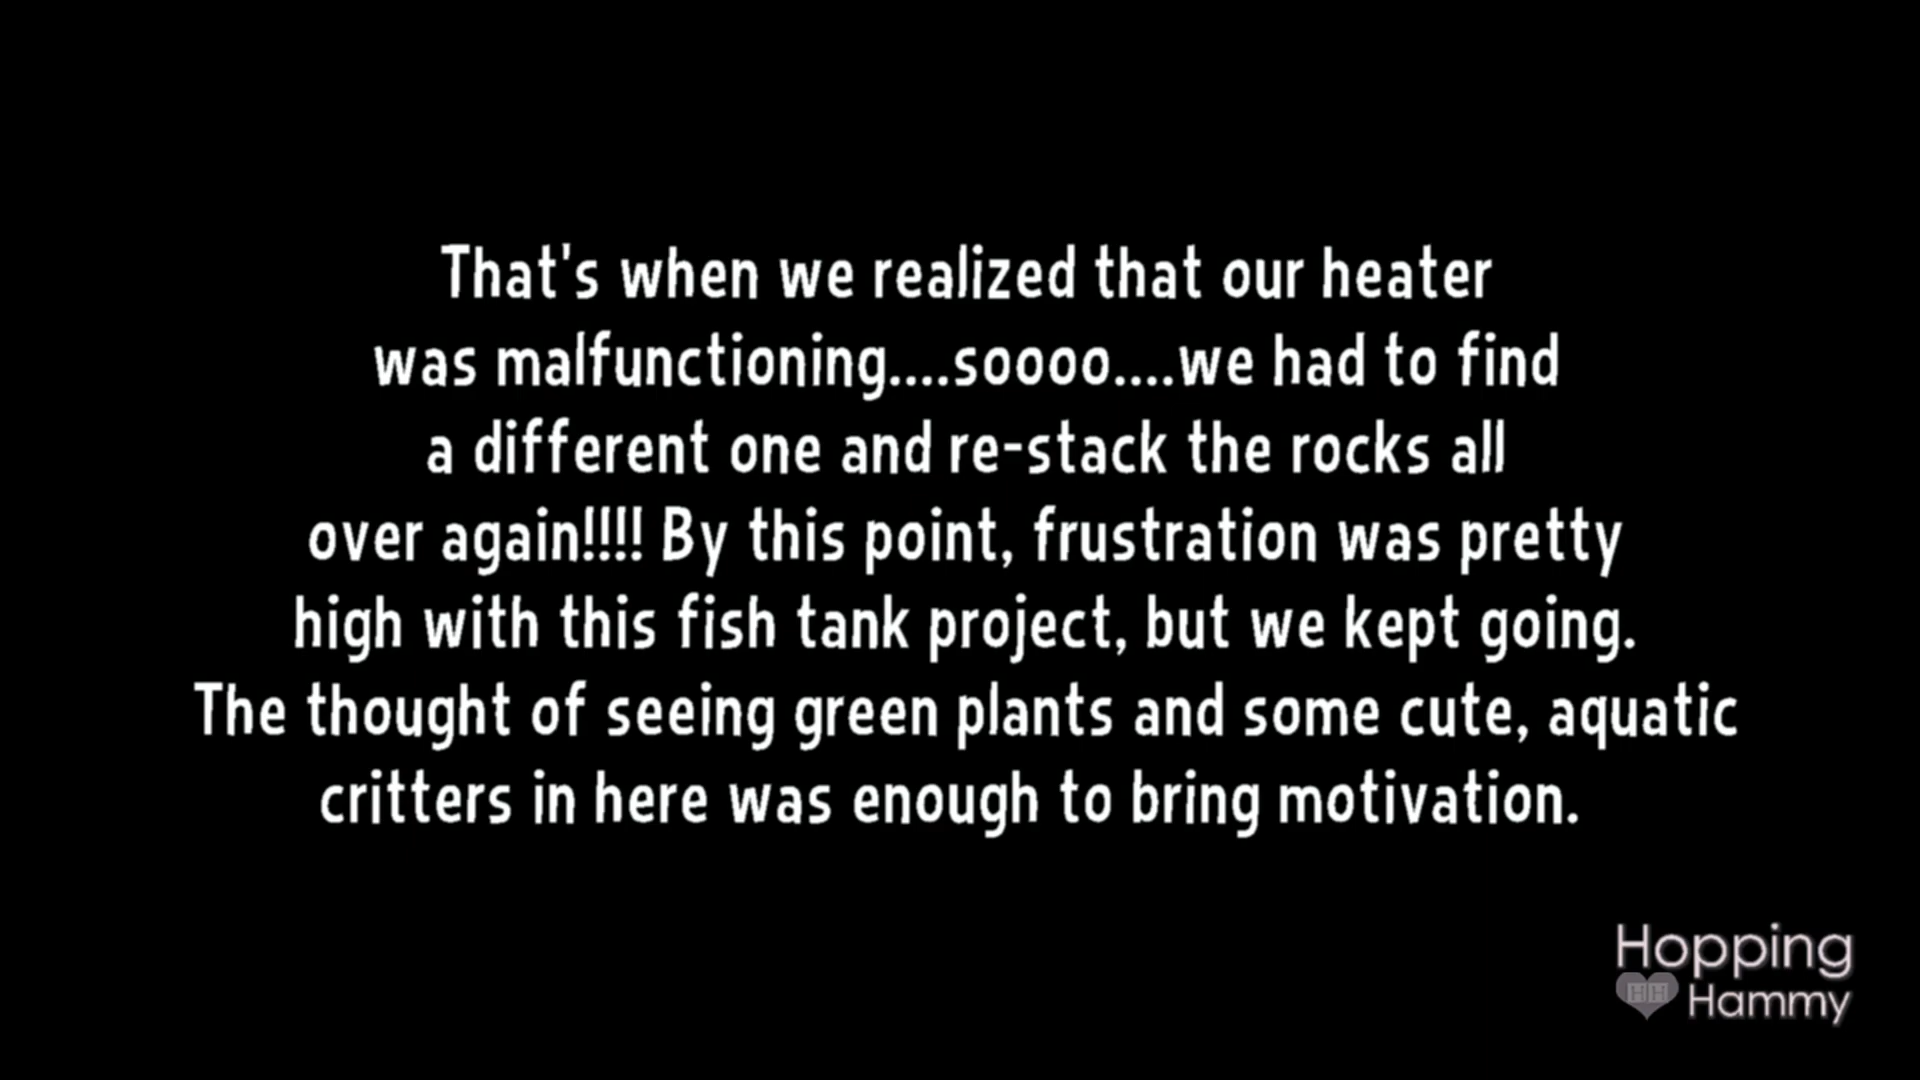 That's when we realized that our heater
was malfunctioning....soooo....we had to find
a different one and re-stack the rocks all
over again!!!! By this point, frustration was pretty
high with this fish tank project, but we kept going.
The thought of seeing green plants and some cute, aquatic
critters in here was enough to bring motivation.
Hopping
HH Hammy